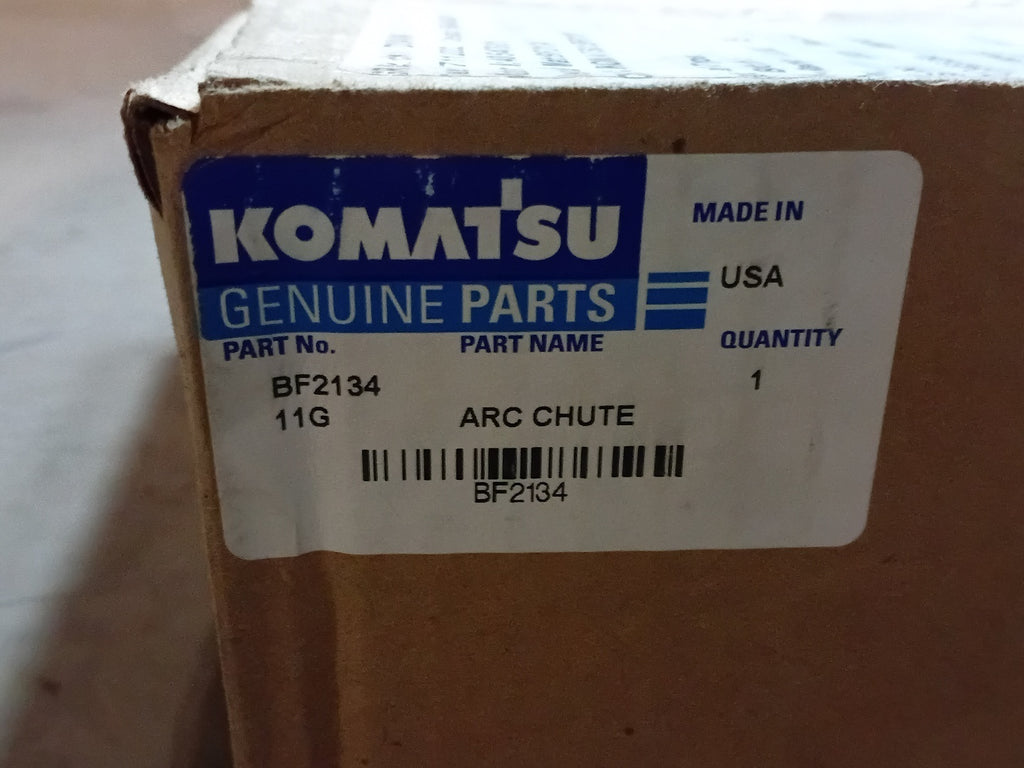 KOMATSU
GENUINE PARTS
MADE IN
USA
PART No.
PART NAME
QUANTITY
BF2134
1
11G
ARC CHUTE
BF2134